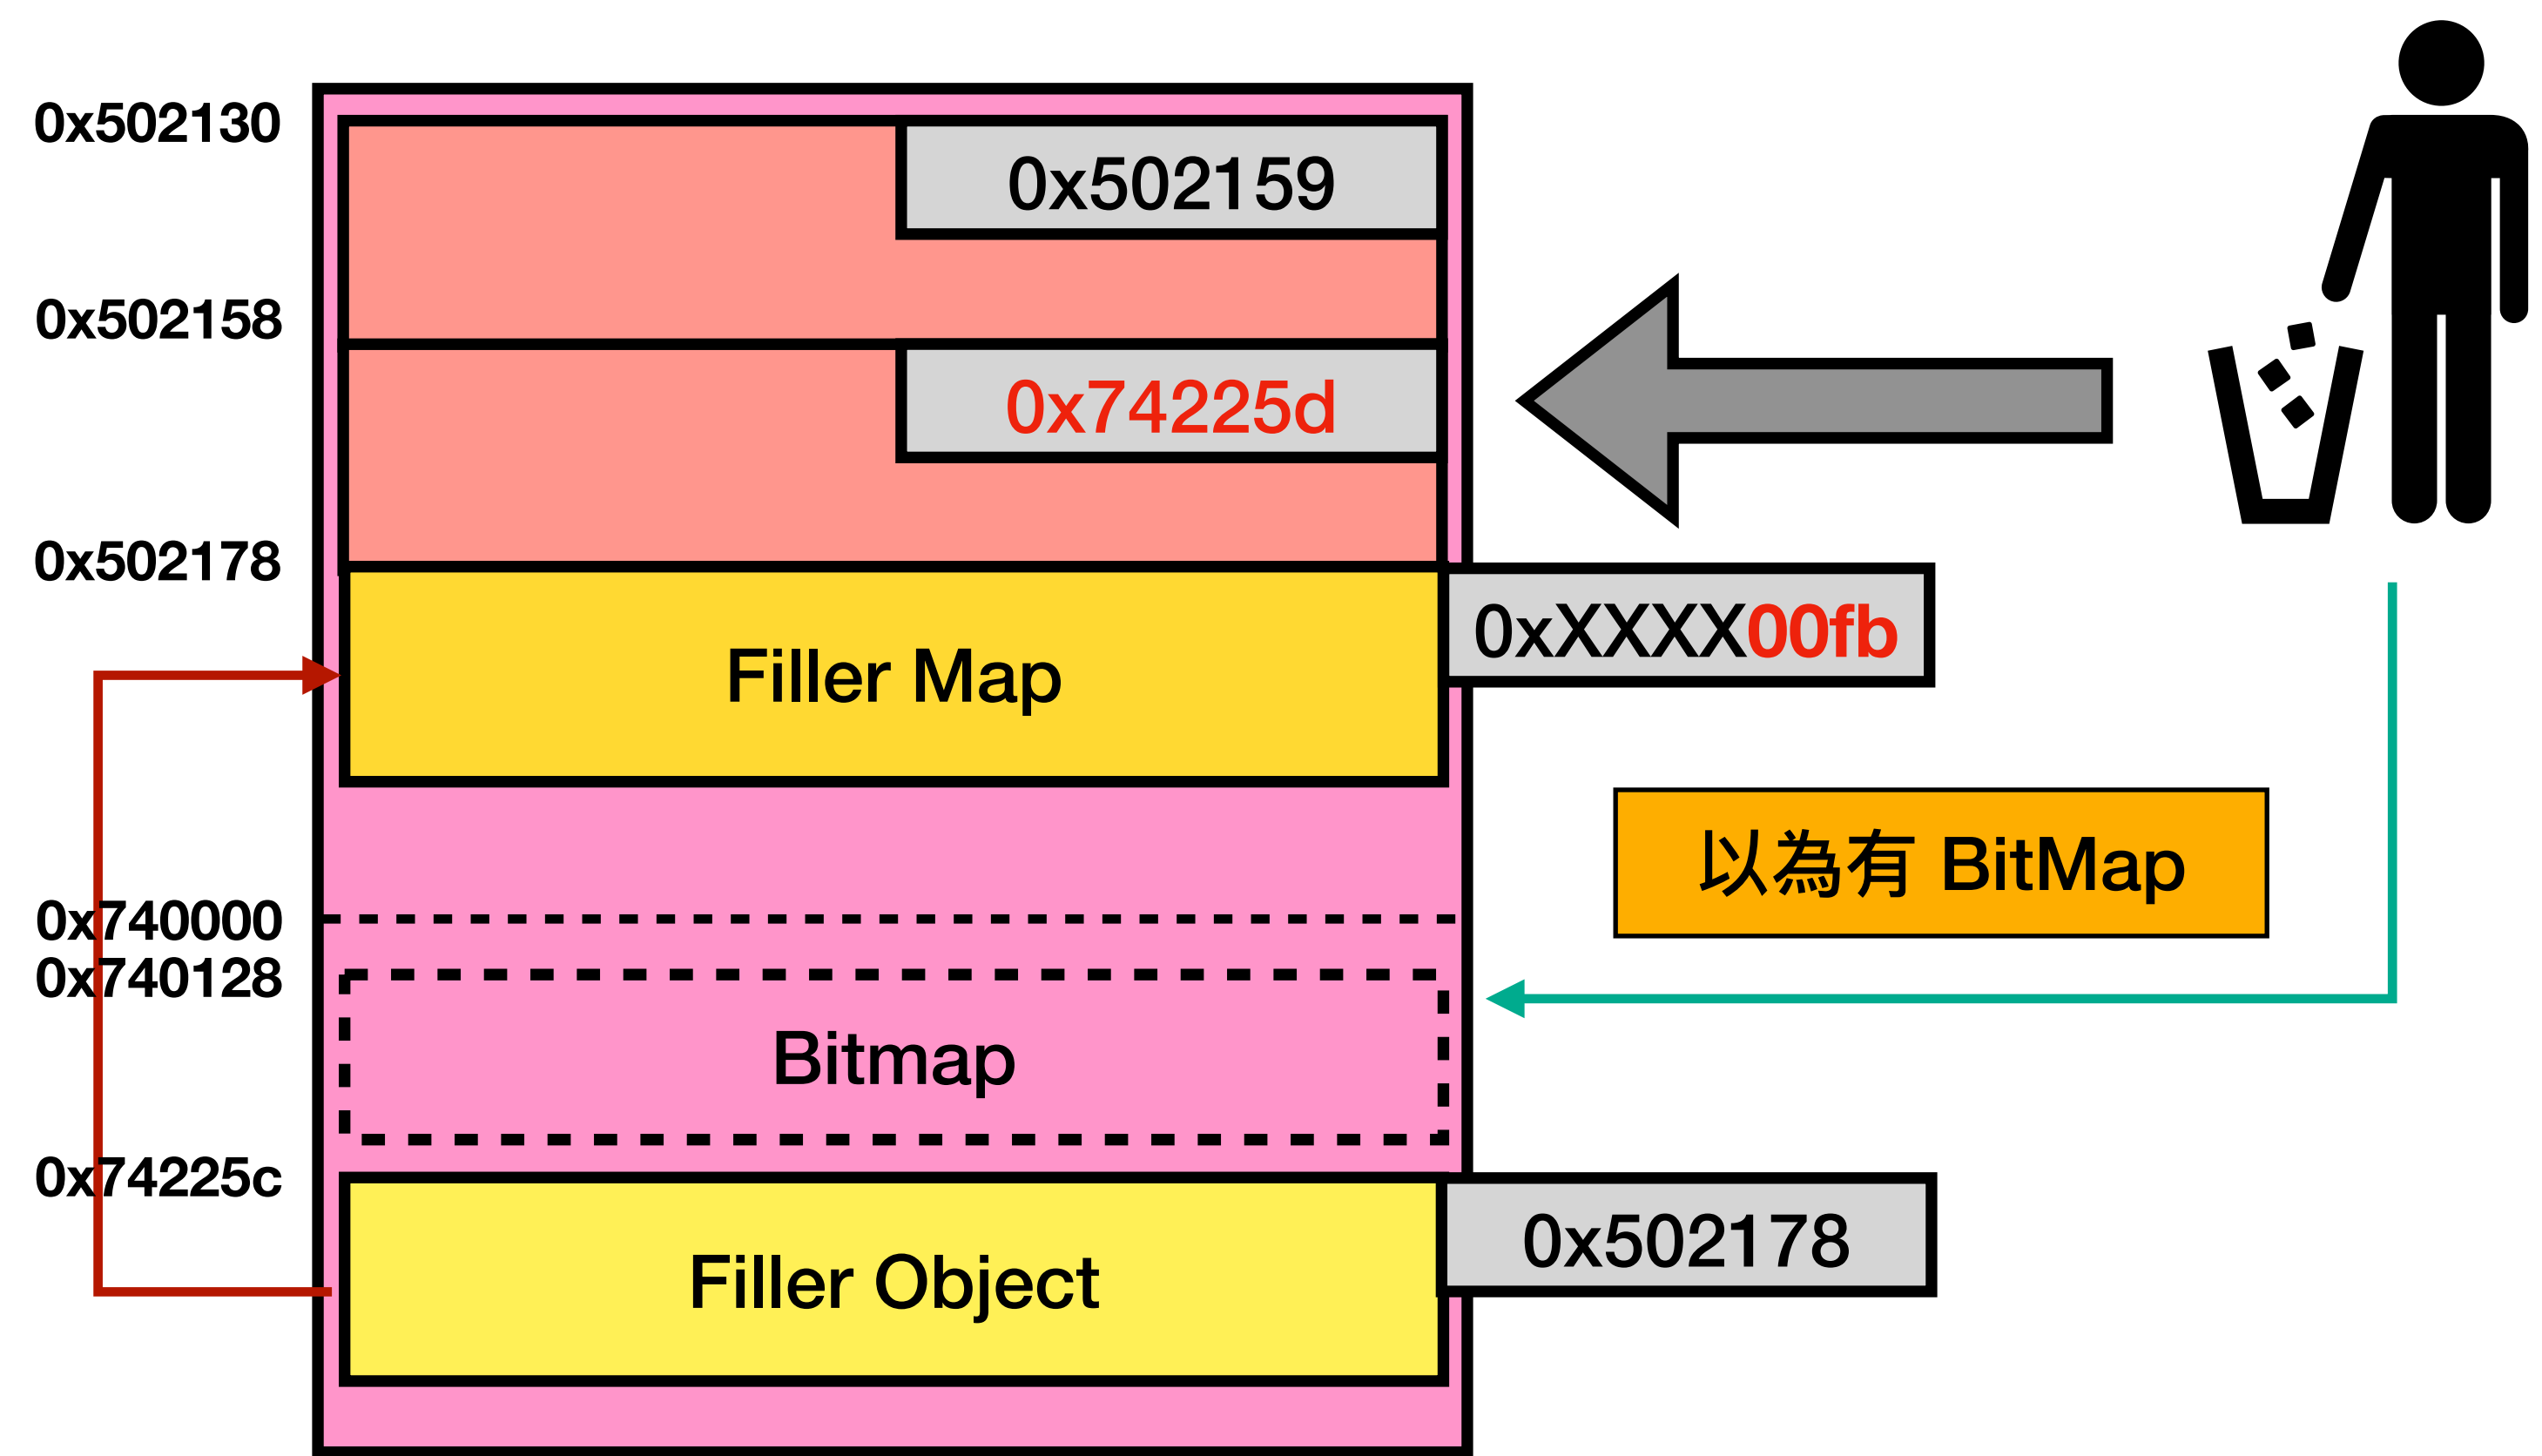 0x502130
0x502159
0x502158
0x74225d
0x502178
0xXXXX00fb
Filler Map
以為有 BitMap
0x740000
0x740128
Bitmap
0x74225c
0x502178
Filler Object